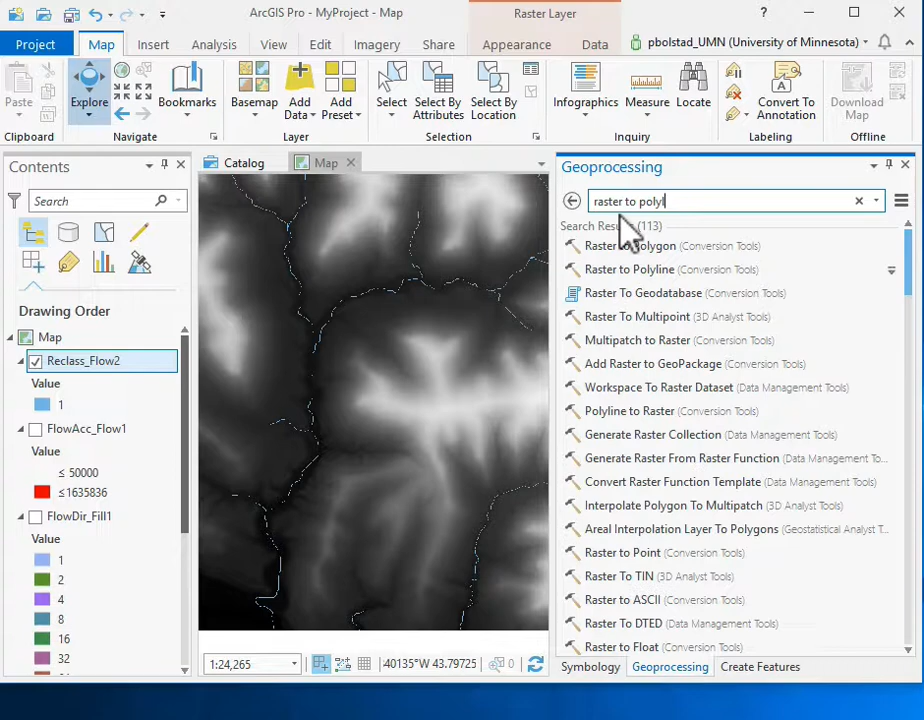 ArcGIS Pro - MyProject - Map
Raster Layer
?
Project Map Insert Analysis View Edit Imagery Share Appearance Data pbolstad_UMN (University of Minnesota)
Paste Explore Bookmarks Basemap Add Data Add Preset Select Select By Attributes Select By Location Infographics Measure Locate Convert To Annotation Download Map
Clipboard Navigate Layer Selection Inquiry Labeling Offline
Contents
Search
Drawing Order
Map
Reclass_Flow2
Value
1
FlowAcc_Flow1
Value
≤ 50000
≤1635836
FlowDir_Fill1
Value
1
2
4
8
16
32
Catalog Map
1:24,265
40135°W 43.79725
0
Geoprocessing
raster to polyl
Search Results (113)
Raster to Polygon (Conversion Tools)
Raster to Polyline (Conversion Tools)
Raster To Geodatabase (Conversion Tools)
Raster To Multipoint (3D Analyst Tools)
Multipatch to Raster (Conversion Tools)
Add Raster to GeoPackage (Conversion Tools)
Workspace To Raster Dataset (Data Management Tools)
Polyline to Raster (Conversion Tools)
Generate Raster Collection (Data Management Tools)
Generate Raster From Raster Function (Data Management To...
Convert Raster Function Template (Data Management Tools)
Interpolate Polygon To Multipatch (3D Analyst Tools)
Areal Interpolation Layer To Polygons (Geostatistical Analyst T...
Raster to Point (Conversion Tools)
Raster To TIN (3D Analyst Tools)
Raster to ASCII (Conversion Tools)
Raster To DTED (Data Management Tools)
Raster to Float (Conversion Tools)
Symbology Geoprocessing Create Features